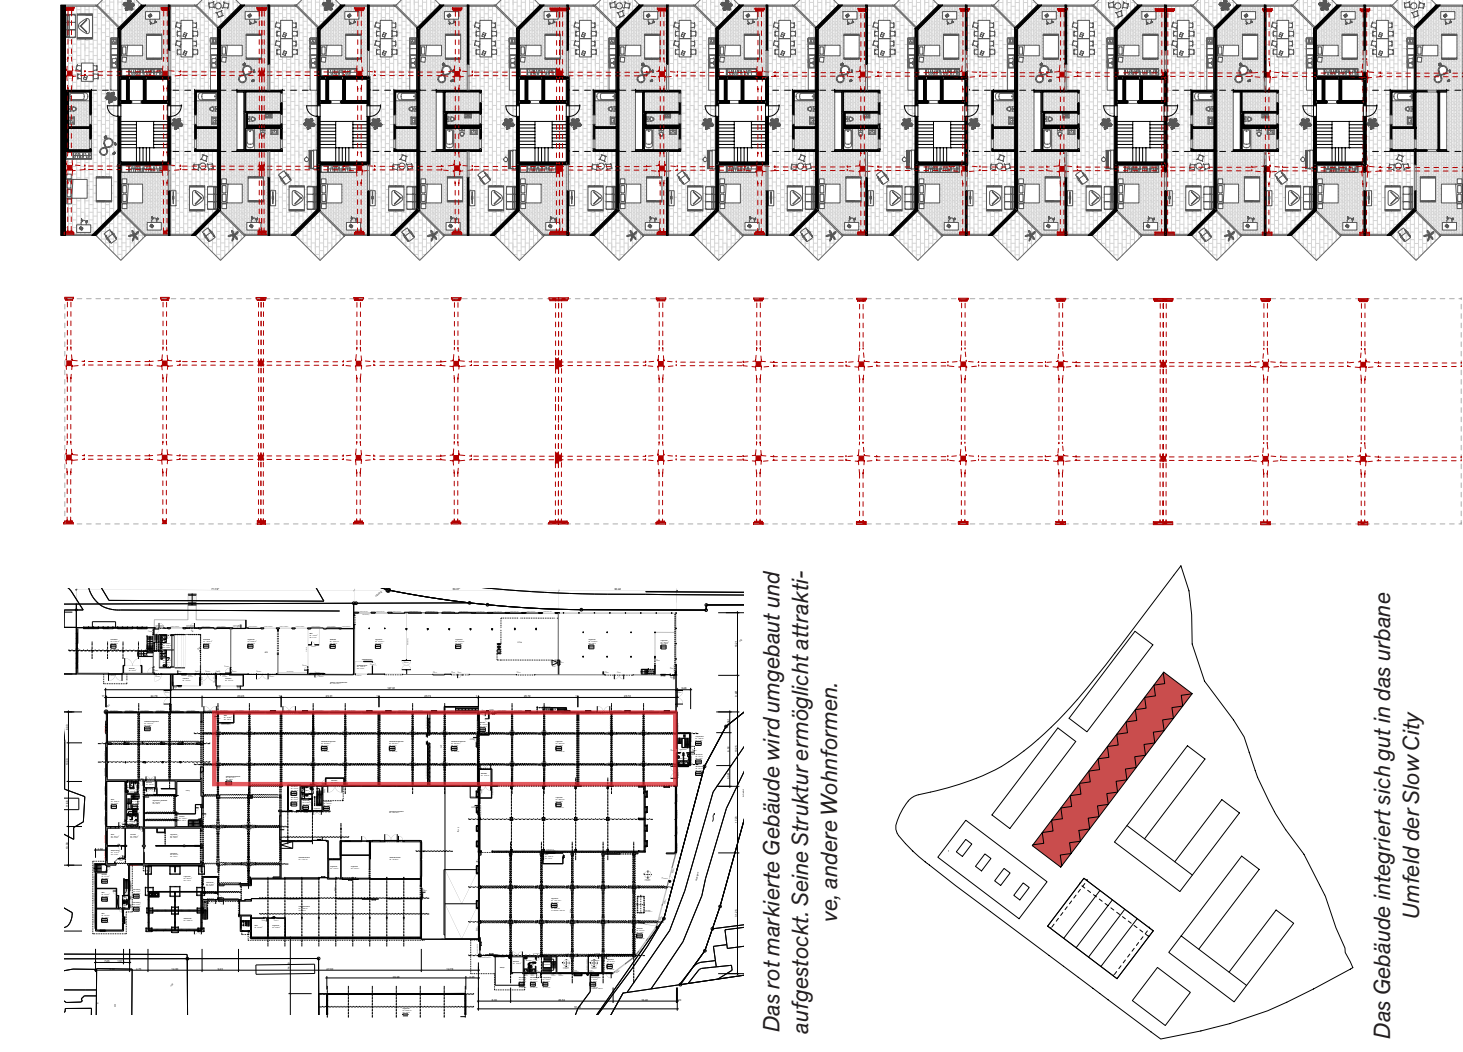 Das rot markierte Gebäude wird umgebaut und
aufgestockt. Seine Struktur ermöglicht attrakti-
ve, andere Wohnformen.
Das Gebäude integriert sich gut in das urbane
Umfeld der Slow City